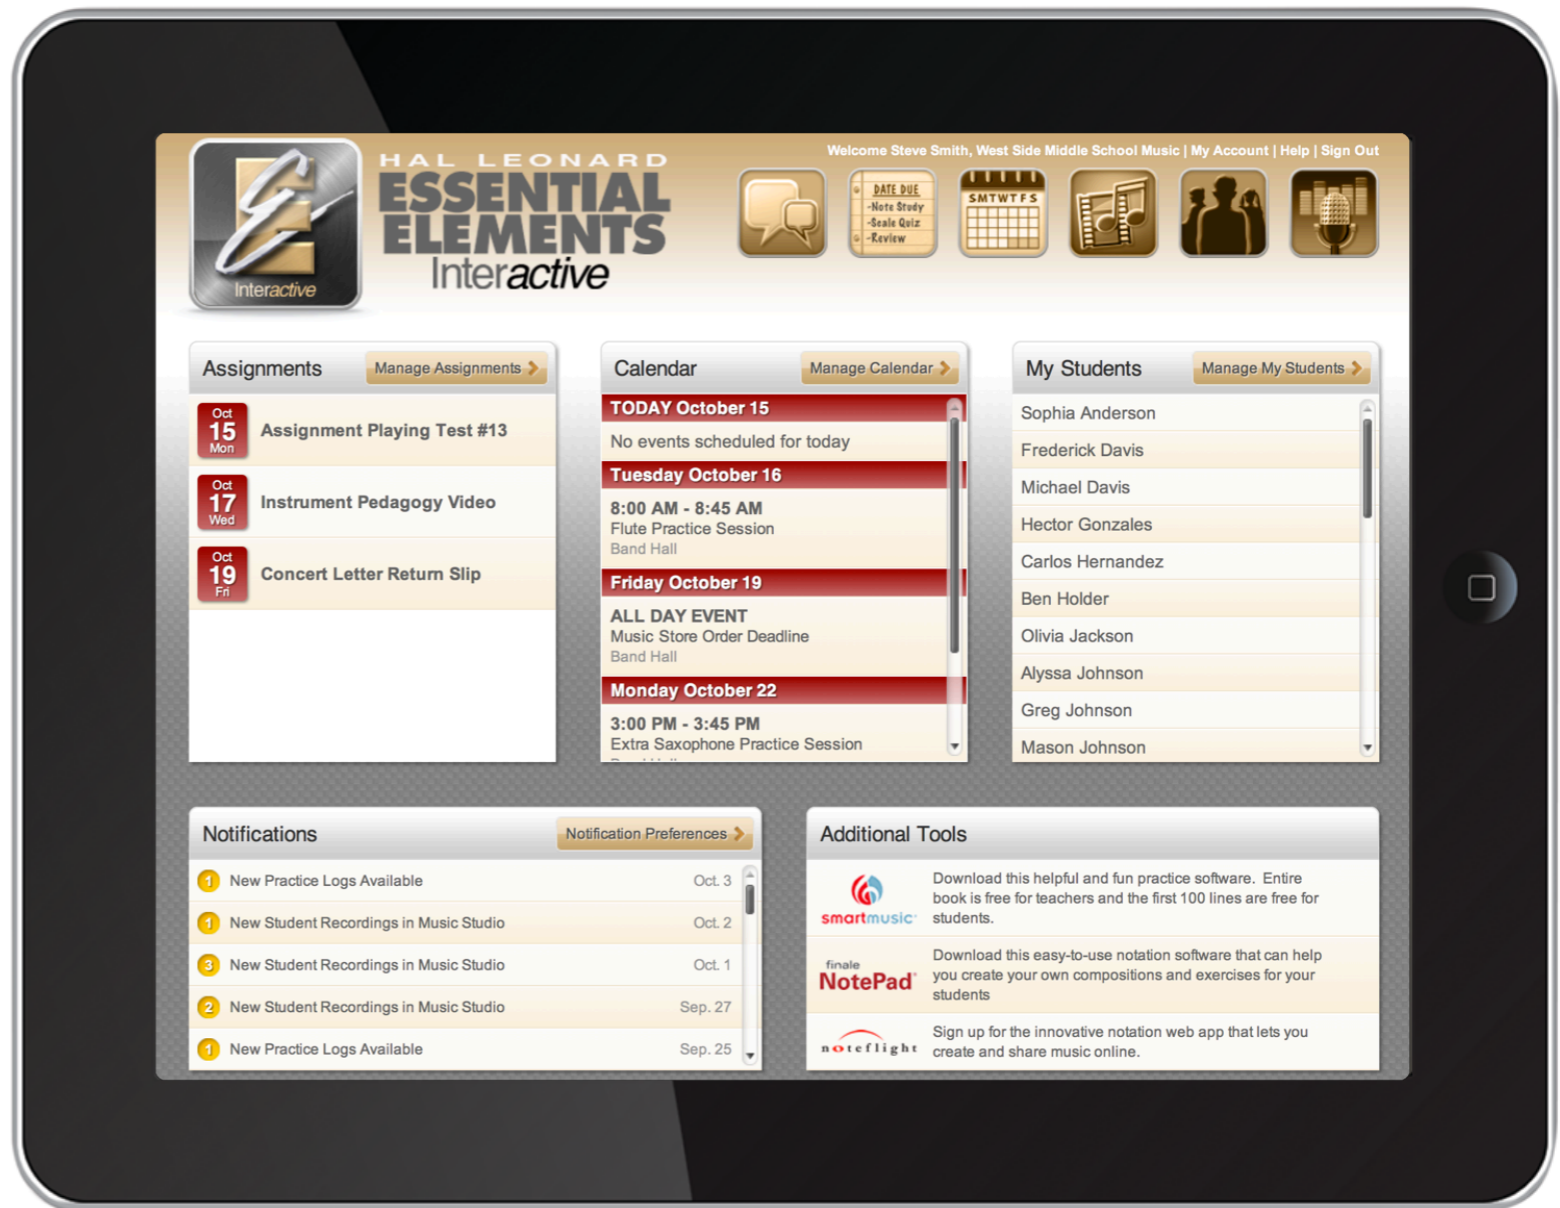 Welcome Steve Smith, West Side Middle School Music | My Account | Help | Sign Out
Interactive
HAL LEONARD
ESSENTIAL
ELEMENTS
Interactive
DATE DUE
-Note Study
-Scale Quiz
-Review
SMTWTFS
Assignments
Manage Assignments
Oct
15
Mon
Assignment Playing Test #13
Oct
17
Wed
Instrument Pedagogy Video
Oct
19
Fri
Concert Letter Return Slip
Calendar
Manage Calendar
TODAY October 15
No events scheduled for today
Tuesday October 16
8:00 AM - 8:45 AM
Flute Practice Session
Band Hall
Friday October 19
ALL DAY EVENT
Music Store Order Deadline
Band Hall
Monday October 22
3:00 PM - 3:45 PM
Extra Saxophone Practice Session
My Students
Manage My Students
Sophia Anderson
Frederick Davis
Michael Davis
Hector Gonzales
Carlos Hernandez
Ben Holder
Olivia Jackson
Alyssa Johnson
Greg Johnson
Mason Johnson
Notifications
Notification Preferences
1 New Practice Logs Available Oct. 3
1 New Student Recordings in Music Studio Oct. 2
3 New Student Recordings in Music Studio Oct. 1
2 New Student Recordings in Music Studio Sep. 27
1 New Practice Logs Available Sep. 25
Additional Tools
smartmusic
Download this helpful and fun practice software. Entire
book is free for teachers and the first 100 lines are free for
students.
finale
NotePad
Download this easy-to-use notation software that can help
you create your own compositions and exercises for your
students
noteflight
Sign up for the innovative notation web app that lets you
create and share music online.